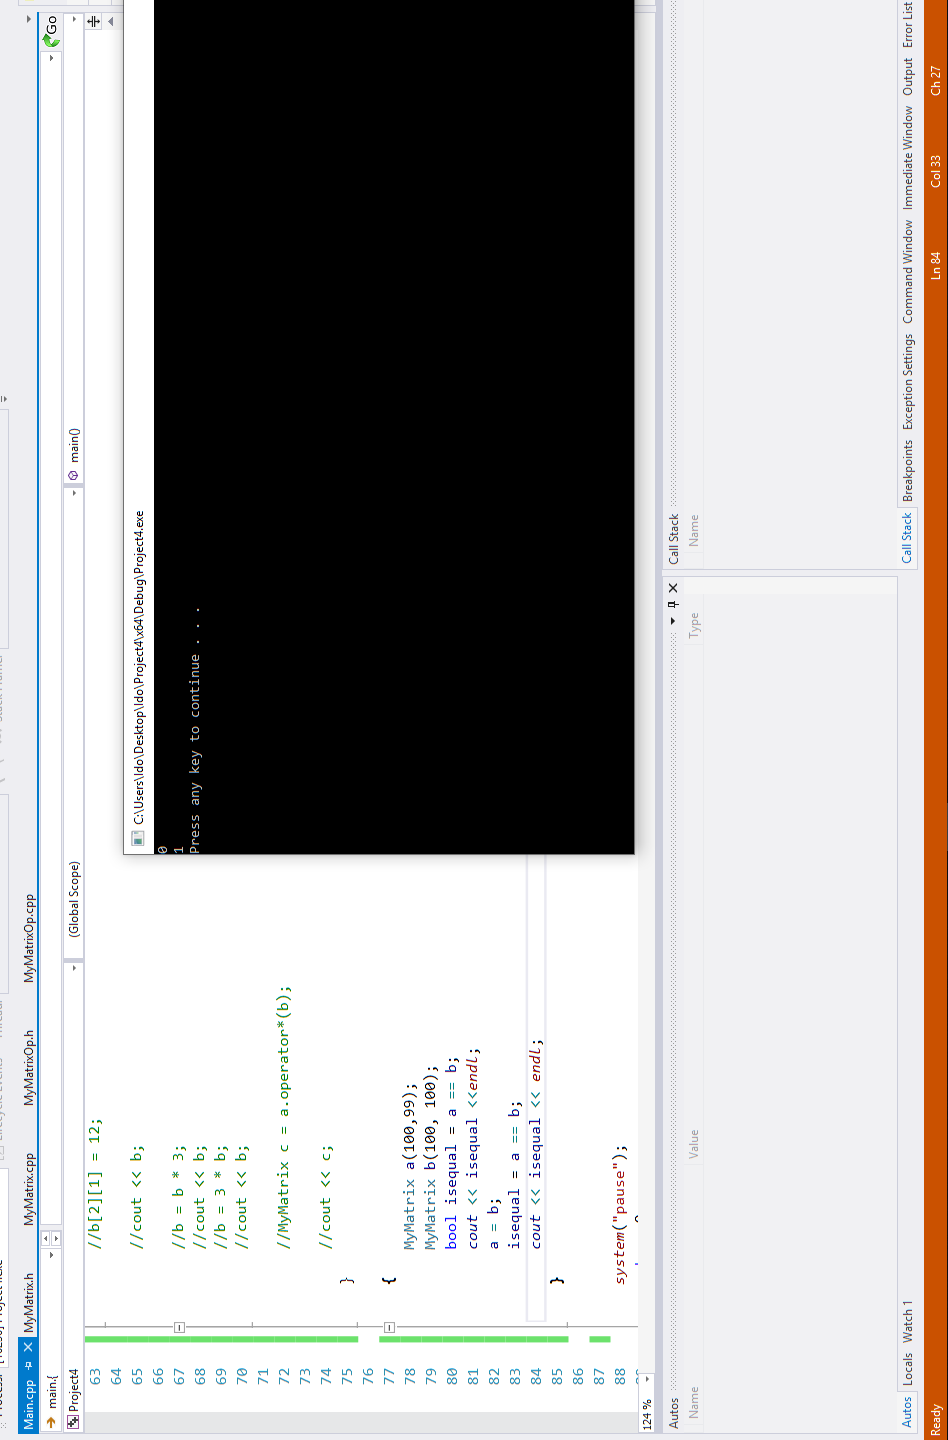 Main.cpp MyMatrix.h MyMatrix.cpp MyMatrixOp.h MyMatrixOp.cpp
main.{ Go
Project4 (Global Scope) main()
63 //b[2][1] = 12;
64
65 //cout << b;
66
67 //b = b * 3;
68 //cout << b;
69 //b = 3 * b;
70 //cout << b;
71
72 //MyMatrix c = a.operator*(b);
73
74 //cout << c;
75 }
76
77 {
78 MyMatrix a(100,99);
79 MyMatrix b(100, 100);
80 bool isequal = a == b;
81 cout << isequal <<endl;
82 a = b;
83 isequal = a == b;
84 cout << isequal << endl;
85 }
86
87
88 system("pause");
C:\Users\Ido\Desktop\Ido\Project4\x64\Debug\Project4.exe
0
1
Press any key to continue . . .
124 %
Autos
Name Value Type
Call Stack
Name
Autos Locals Watch 1
Call Stack Breakpoints Exception Settings Command Window Immediate Window Output Error List
Ready Ln 84 Col 33 Ch 27